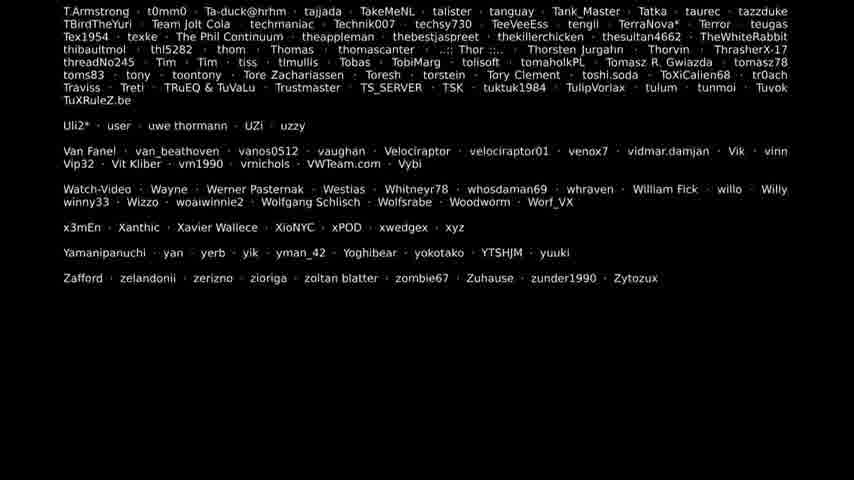 T.Armstrong · t0mm0 · Ta-duck@hrhm · tajjada · TakeMeNL · talister · tanguay · Tank_Master · Tatka · taurec · tazzduke
TBirdTheYuri · Team Jolt Cola · techmaniac · Technik007 · techsy730 · TeeVeeEss · tengii · TerraNova* · Terror · teugas
Tex1954 · texke · The Phil Continuum · theappleman · thebestjaspreet · thekillerchicken · thesultan4662 · TheWhiteRabbit
thibaultmol · thl5282 · thom · Thomas · thomascanter · ..:: Thor ::.. · Thorsten Jurgahn · Thorvin · ThrasherX-17
threadNo245 · Tim · Tim · tiss · tlmullis · Tobas · TobiMarg · tolisoft · tomaholkPL · Tomasz R. Gwiazda · tomasz78
toms83 · tony · toontony · Tore Zachariassen · Toresh · torstein · Tory Clement · toshi.soda · ToXiCalien68 · tr0ach
Traviss · Treti · TRuEQ & TuVaLu · Trustmaster · TS_SERVER · TSK · tuktuk1984 · TulipVorlax · tulum · tunmoi · Tuvok
TuXRuleZ.be
Uli2* · user · uwe thormann · UZi · uzzy
Van Fanel · van_beathoven · vanos0512 · vaughan · Velociraptor · velociraptor01 · venox7 · vidmar.damjan · Vik · vinn
Vip32 · Vit Kliber · vm1990 · vrnichols · VWTeam.com · Vybi
Watch-Video · Wayne · Werner Pasternak · Westias · Whitneyr78 · whosdaman69 · whraven · William Fick · willo · Willy
winny33 · Wizzo · woaiwinnie2 · Wolfgang Schlisch · Wolfsrabe · Woodworm · Worf_VX
x3mEn · Xanthic · Xavier Wallece · XioNYC · xPOD · xwedgex · xyz
Yamanipanuchi · yan · yerb · yik · yman_42 · Yoghibear · yokotako · YTSHJM · yuuki
Zafford · zelandonii · zerizno · zioriga · zoltan blatter · zombie67 · Zuhause · zunder1990 · Zytozux